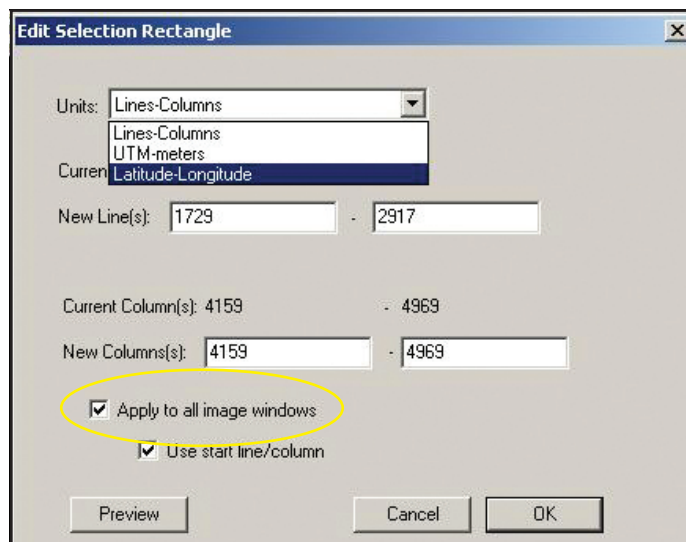 Edit Selection Rectangle
Units: Lines-Columns
Lines-Columns
UTM-meters
Curren Latitude-Longitude
New Line(s): 1729 - 2917
Current Column(s): 4159 - 4969
New Columns(s): 4159 - 4969
Apply to all image windows
Use start line/column
Preview Cancel OK